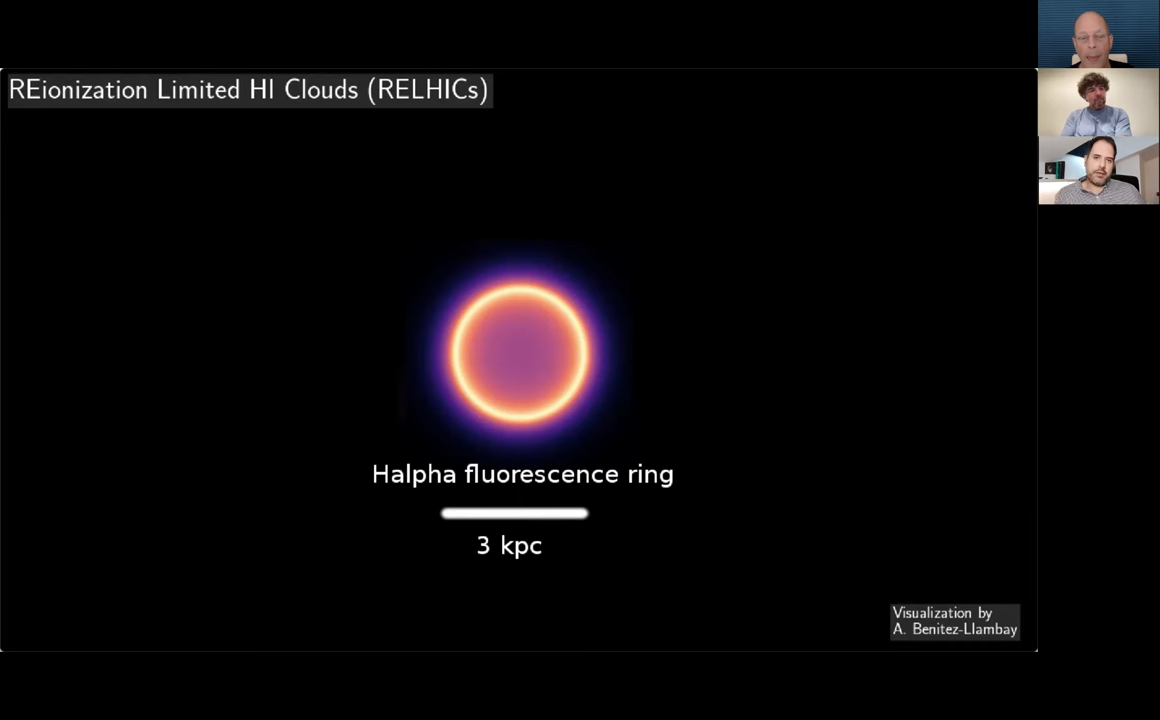 REionization Limited HI Clouds (RELHICs)
Halpha fluorescence ring
3 kpc
Visualization by
A. Benitez-Llambay